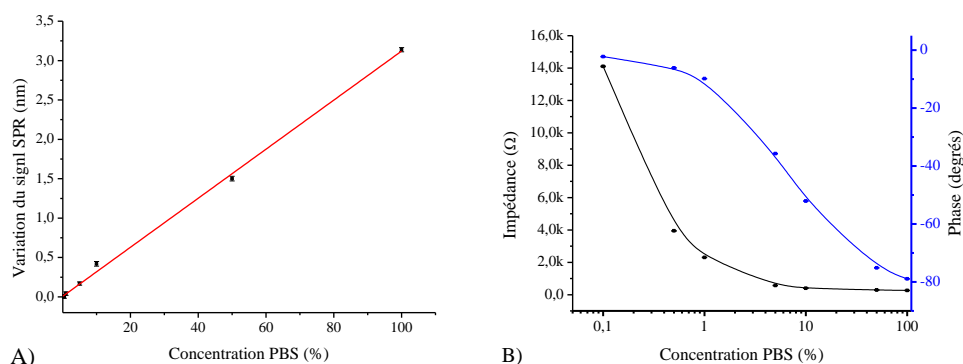 3,5
3,0
2,5
2,0
1,5
1,0
0,5
0,0
Variation du signl SPR (nm)
20
40
60
80
100
Concentration PBS (%)
A)
16,0k
14,0k
12,0k
10,0k
8,0k
6,0k
4,0k
2,0k
0,0
Impédance (Ω)
0,1
1
10
100
Concentration PBS (%)
0
-20
-40
-60
-80
Phase (degrés)
B)